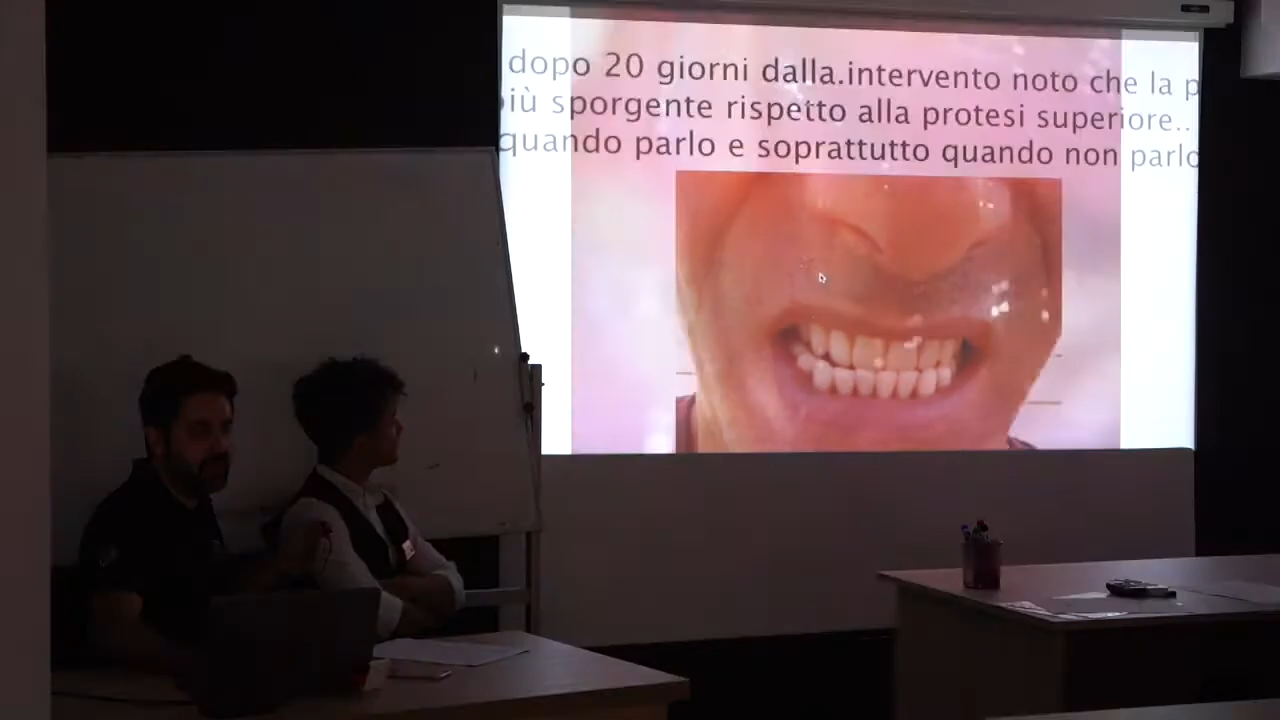 dopo 20 giorni dalla.intervento noto che la p
iù sporgente rispetto alla protesi superiore..
quando parlo e soprattutto quando non parlo